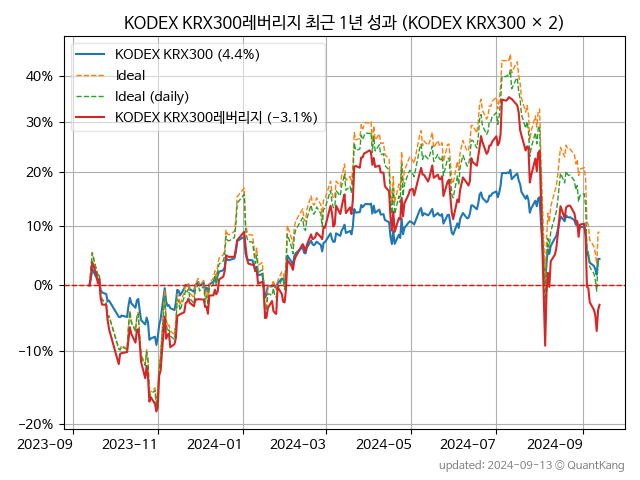 KODEX KRX300레버리지 최근 1년 성과 (KODEX KRX300 × 2)
KODEX KRX300 (4.4%)
Ideal
Ideal (daily)
KODEX KRX300레버리지 (−3.1%)
40%
30%
20%
10%
0%
−10%
−20%
2023-09
2023-11
2024-01
2024-03
2024-05
2024-07
2024-09
updated: 2024-09-13 © QuantKang